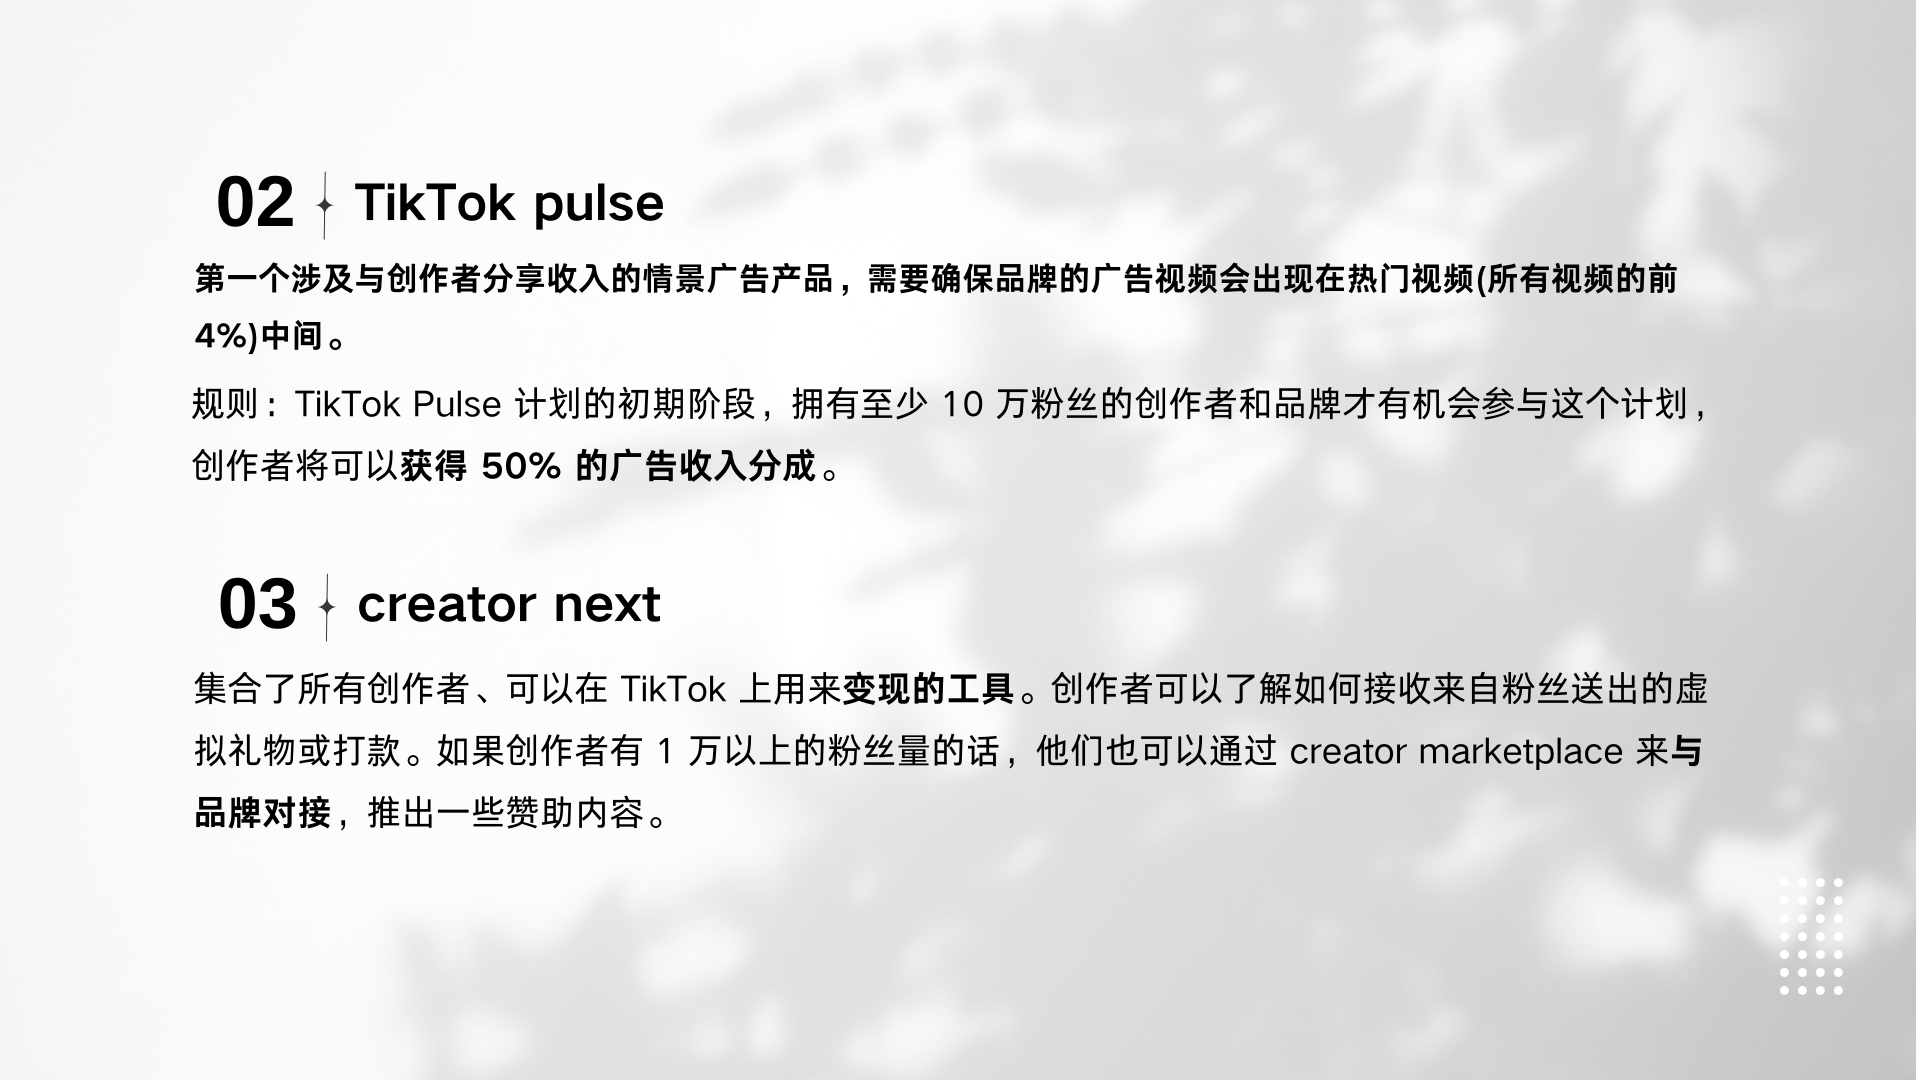 02 TikTok pulse
第一个涉及与创作者分享收入的情景广告产品，需要确保品牌的广告视频会出现在热门视频(所有视频的前
4%)中间。
规则：TikTok Pulse 计划的初期阶段，拥有至少 10 万粉丝的创作者和品牌才有机会参与这个计划，
创作者将可以获得 50% 的广告收入分成。
03 creator next
集合了所有创作者、可以在 TikTok 上用来变现的工具。创作者可以了解如何接收来自粉丝送出的虚
拟礼物或打款。如果创作者有 1 万以上的粉丝量的话，他们也可以通过 creator marketplace 来与
品牌对接，推出一些赞助内容。